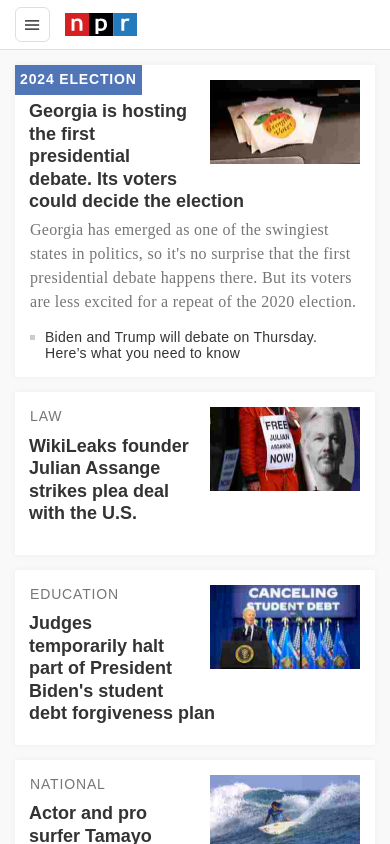 npr
2024 ELECTION
Georgia is hosting
the first
presidential
debate. Its voters
could decide the election
Georgia has emerged as one of the swingiest
states in politics, so it's no surprise that the first
presidential debate happens there. But its voters
are less excited for a repeat of the 2020 election.
Biden and Trump will debate on Thursday.
Here's what you need to know
LAW
WikiLeaks founder
Julian Assange
strikes plea deal
with the U.S.
FREE
JULIAN
ASSANGE
NOW!
EDUCATION
Judges
temporarily halt
part of President
Biden's student
debt forgiveness plan
CANCELING
STUDENT DEBT
NATIONAL
Actor and pro
surfer Tamayo